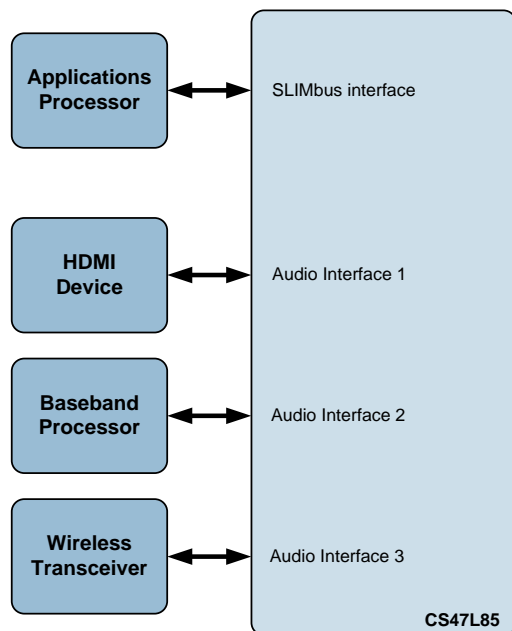 Applications
Processor
SLIMbus interface
HDMI
Device
Audio Interface 1
Baseband
Processor
Audio Interface 2
Wireless
Transceiver
Audio Interface 3
CS47L85